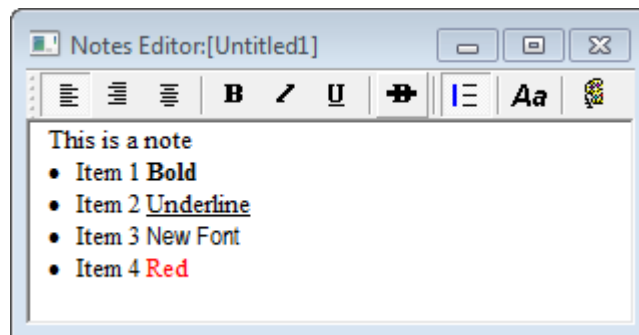 Notes Editor:[Untitled1]
B I U B Aa
This is a note
• Item 1 Bold
• Item 2 Underline
• Item 3 New Font
• Item 4 Red